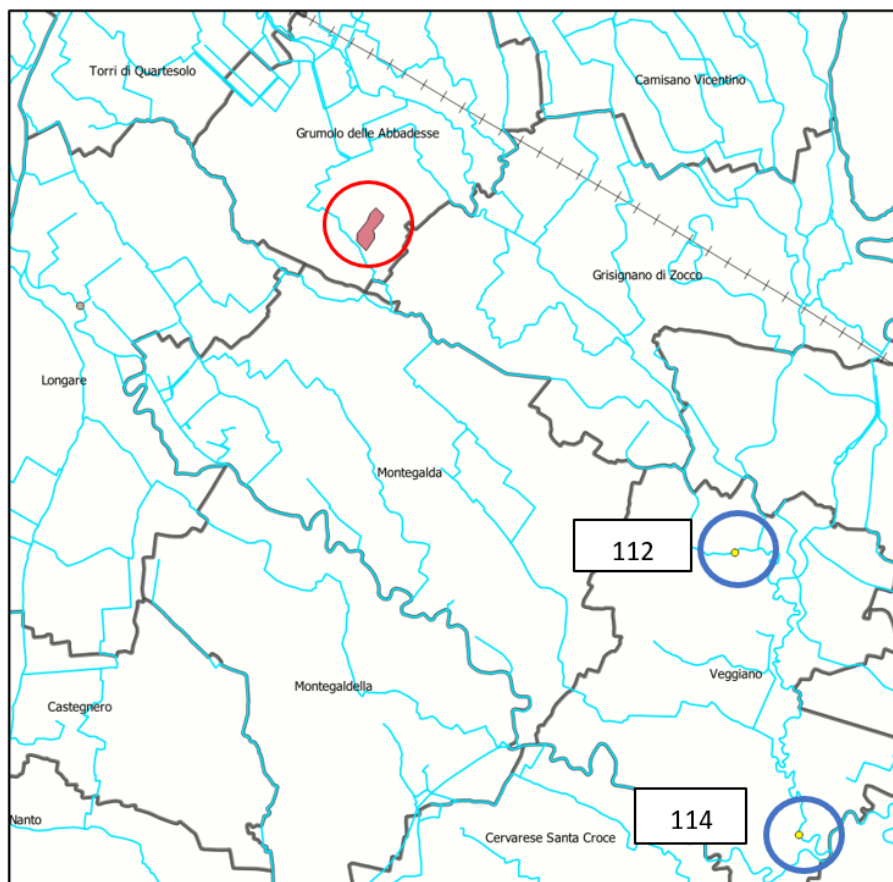 Torri di Quartesolo
Camisano Vicentino
Grumolo delle Abbadesse
Grisignano di Zocco
Longare
Montegalda
112
Veggiano
Montegaldella
Castegnero
Nanto
114
Cervarese Santa Croce